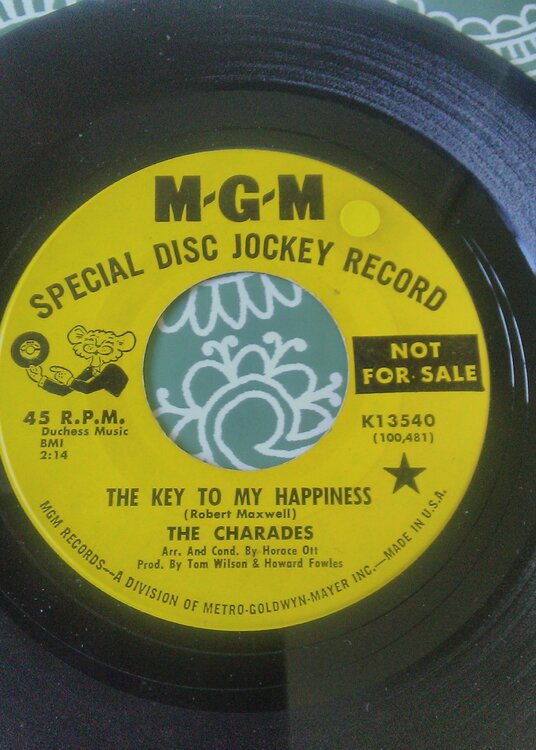 M-G-M
SPECIAL DISC JOCKEY RECORD
NOT
FOR SALE
45 R.P.M.
Duchess Music
BMI
2:14
K13540
(100,481)
THE KEY TO MY HAPPINESS
(Robert Maxwell)
THE CHARADES
Arr. And Cond. By Horace Ott
Prod. By Tom Wilson & Howard Fowles
MGM RECORDS—A DIVISION OF METRO-GOLDWYN-MAYER INC.—MADE IN U.S.A.